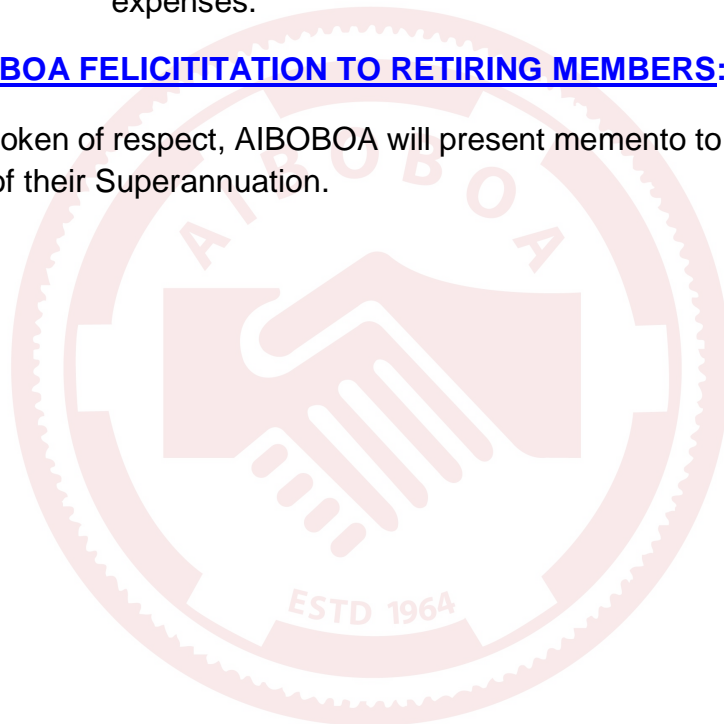 expenses.
BOA FELICITITATION TO RETIRING MEMBERS:
oken of respect, AIBOBOA will present memento to
of their Superannuation.
AIBOBOA
ESTD 1964